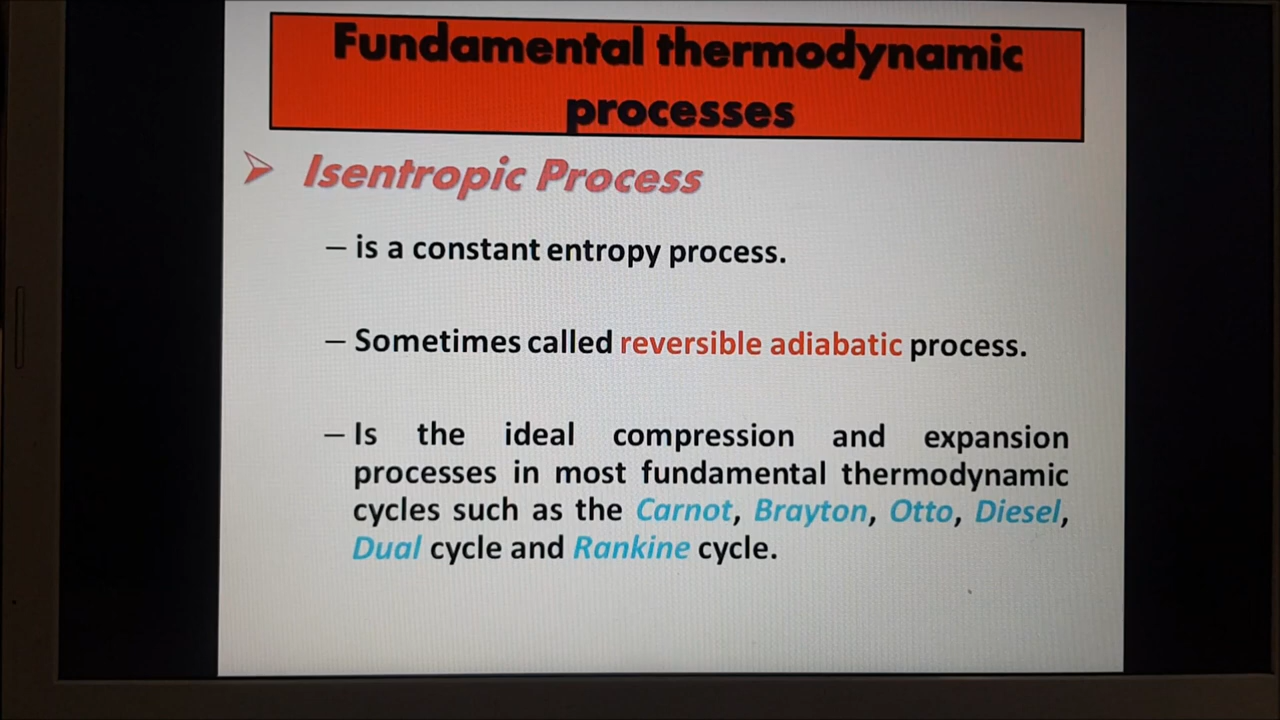 Fundamental thermodynamic
processes
Isentropic Process
– is a constant entropy process.
– Sometimes called reversible adiabatic process.
– Is the ideal compression and expansion
processes in most fundamental thermodynamic
cycles such as the Carnot, Brayton, Otto, Diesel,
Dual cycle and Rankine cycle.